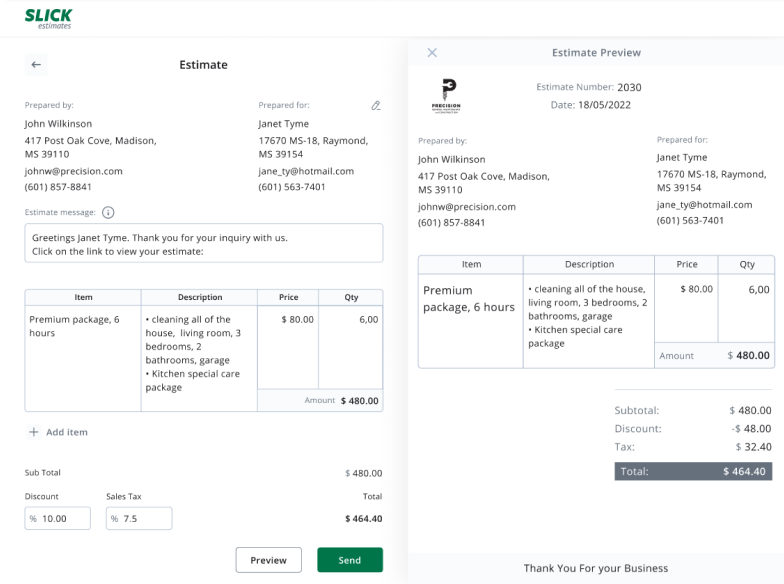 SLICK
estimates
Estimate
Prepared by:
John Wilkinson
417 Post Oak Cove, Madison,
MS 39110
johnw@precision.com
(601) 857-8841
Prepared for:
Janet Tyme
17670 MS-18, Raymond,
MS 39154
jane_ty@hotmail.com
(601) 563-7401
Estimate message:
Greetings Janet Tyme. Thank you for your inquiry with us.
Click on the link to view your estimate:
Item Description Price Qty
Premium package, 6
hours
• cleaning all of the
house, living room, 3
bedrooms, 2
bathrooms, garage
• Kitchen special care
package
$ 80.00
6,00
Amount $ 480.00
+ Add item
Sub Total $ 480.00
Discount Sales Tax Total
% 10.00 % 7.5 $ 464.40
Preview Send
Estimate Preview
PRECISION
Estimate Number: 2030
Date: 18/05/2022
Prepared by:
John Wilkinson
417 Post Oak Cove, Madison,
MS 39110
johnw@precision.com
(601) 857-8841
Prepared for:
Janet Tyme
17670 MS-18, Raymond,
MS 39154
jane_ty@hotmail.com
(601) 563-7401
Item Description Price Qty
Premium
package, 6 hours
• cleaning all of the house,
living room, 3 bedrooms, 2
bathrooms, garage
• Kitchen special care
package
$ 80.00
6,00
Amount $ 480.00
Subtotal: $ 480.00
Discount: -$ 48.00
Tax: $ 32.40
Total: $ 464.40
Thank You For your Business